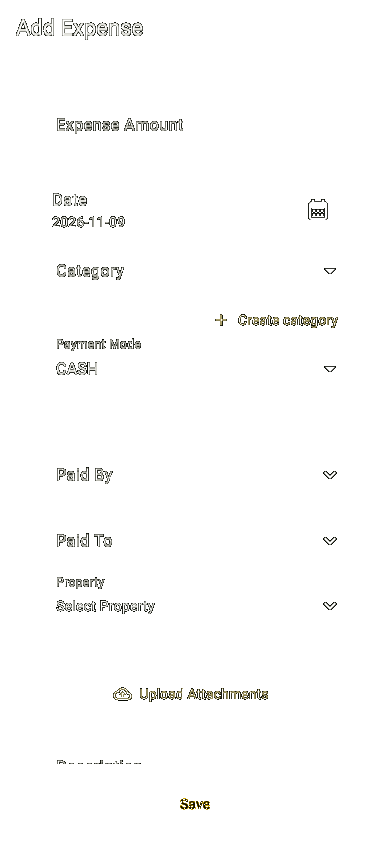 Add Expense
Expense Amount
Date
2026-11-09
Category
Create category
Payment Mode
CASH
Paid By
Paid To
Property
Select Property
Upload Attachments
Save